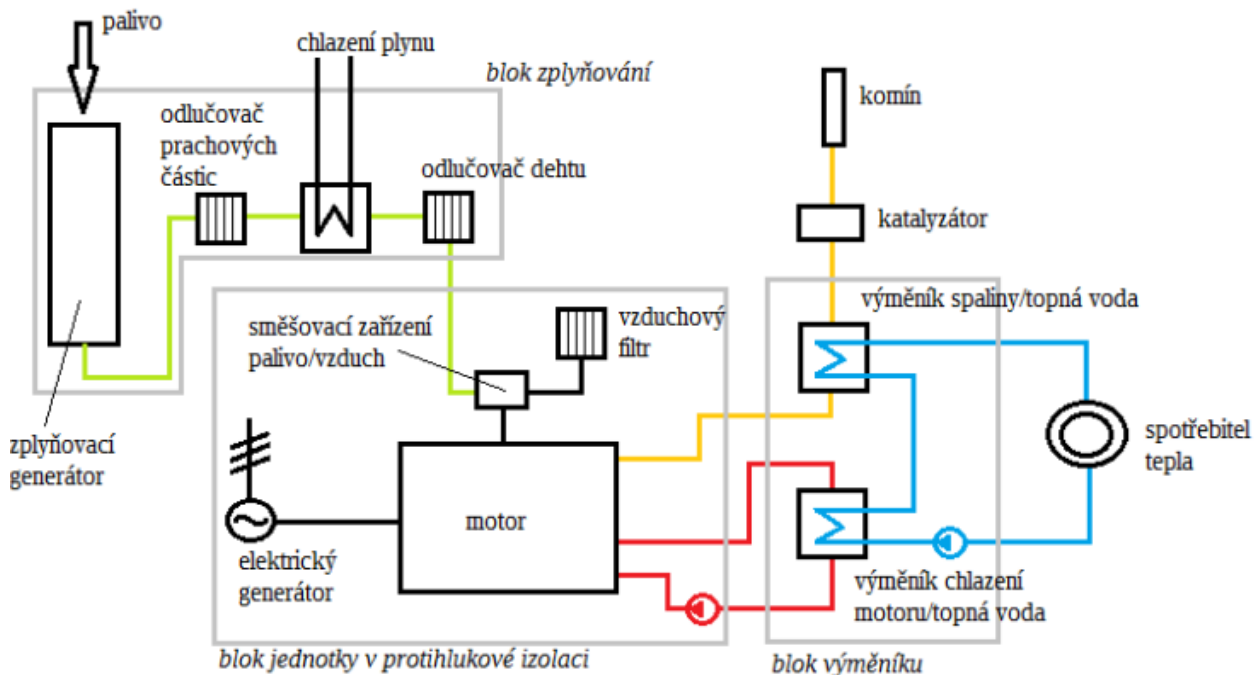 palivo
chlazení plynu
blok zplyňování
odlučovač
prachových
částic
odlučovač dehtu
komín
katalyzátor
výměník spaliny/topná voda
směšovací zařízení
palivo/vzduch
vzduchový
filtr
zplyňovací
generátor
spotřebitel
tepla
motor
elektrický
generátor
výměník chlazení
motoru/topná voda
blok jednotky v protihlukové izolaci
blok výměníku